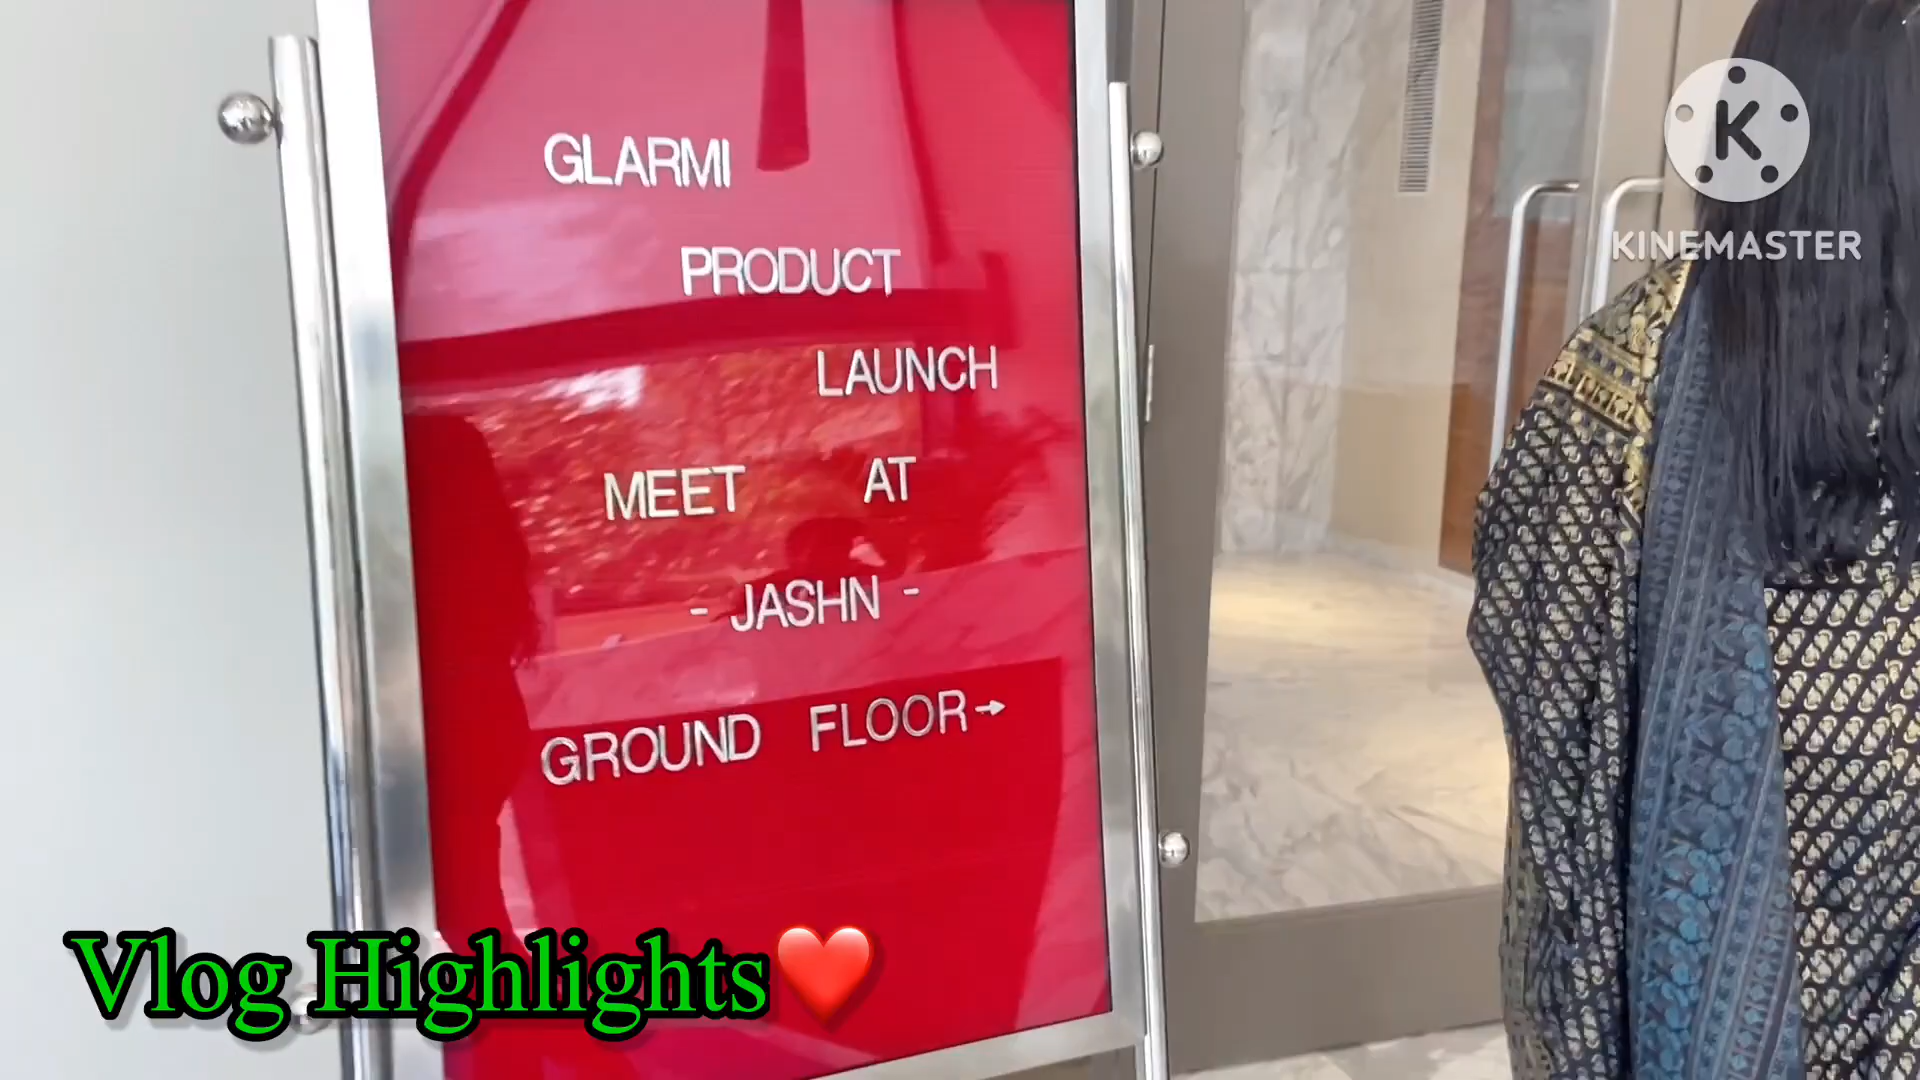 GLARMI
PRODUCT
LAUNCH
MEET AT
- JASHN -
GROUND FLOOR→
K
KINEMASTER
Vlog Highlights❤️